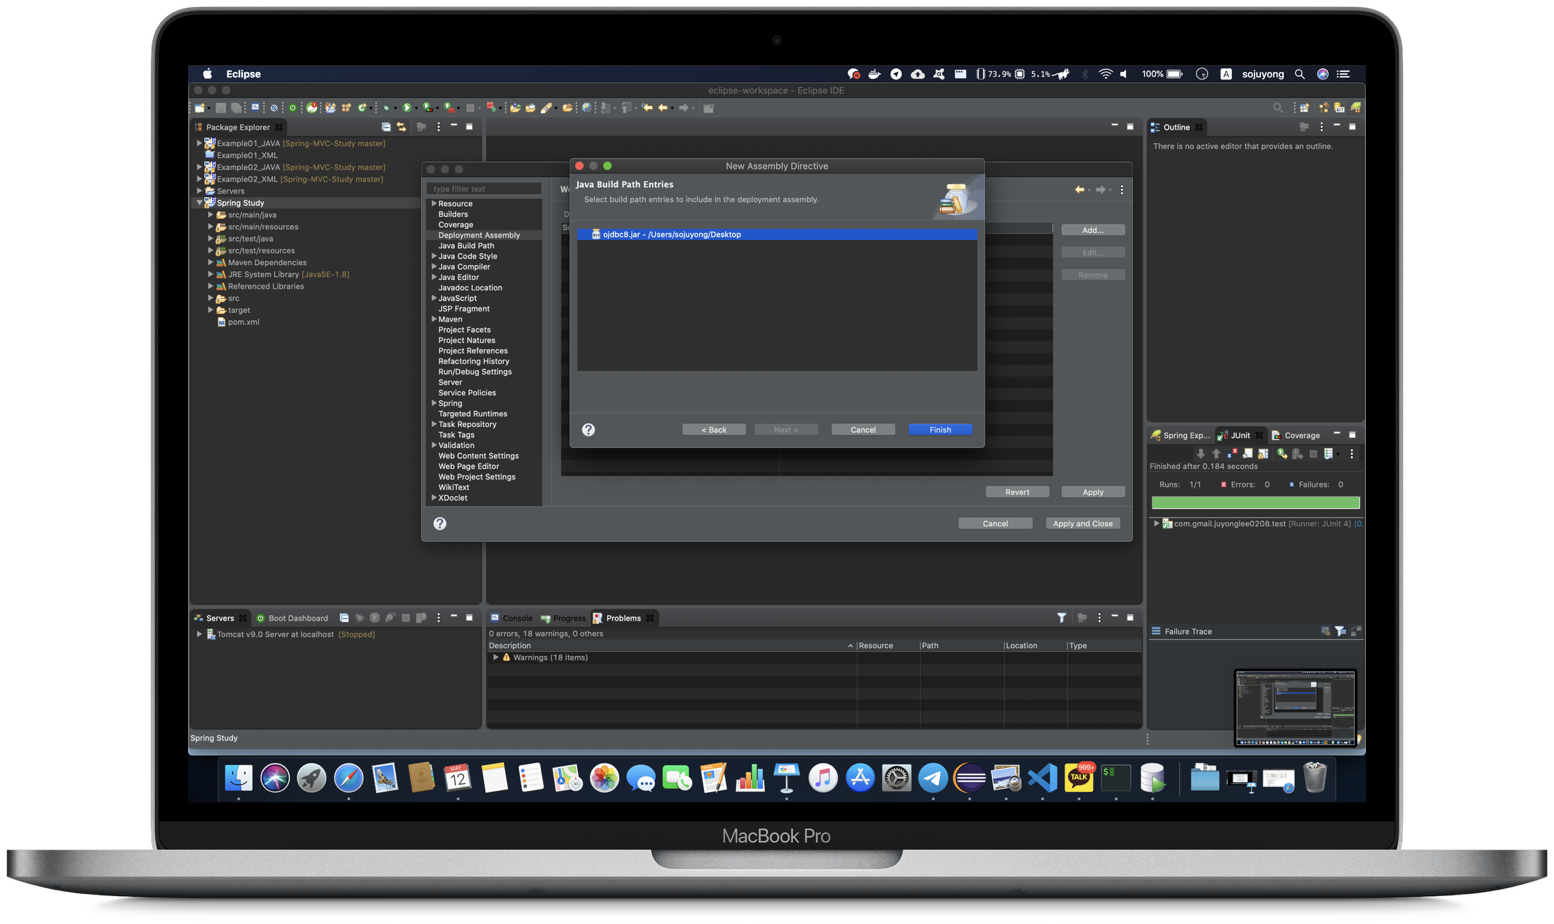 Eclipse
73.9%
5.1%
100%
A
sojuyong
eclipse-workspace - Eclipse IDE
Package Explorer
Example01_JAVA [Spring-MVC-Study master]
Example01_XML
Example02_JAVA [Spring-MVC-Study master]
Example02_XML [Spring-MVC-Study master]
Servers
Spring Study
src/main/java
src/main/resources
src/test/java
src/test/resources
Maven Dependencies
JRE System Library [JavaSE-1.8]
Referenced Libraries
src
target
pom.xml
type filter text
Resource
Builders
Coverage
Deployment Assembly
Java Build Path
Java Code Style
Java Compiler
Java Editor
Javadoc Location
JavaScript
JSP Fragment
Maven
Project Facets
Project Natures
Project References
Refactoring History
Run/Debug Settings
Server
Service Policies
Spring
Targeted Runtimes
Task Repository
Task Tags
Validation
Web Content Settings
Web Page Editor
Web Project Settings
WikiText
XDoclet
New Assembly Directive
Java Build Path Entries
Select build path entries to include in the deployment assembly.
ojdbc8.jar - /Users/sojuyong/Desktop
?
< Back
Next >
Cancel
Finish
Add...
Edit...
Remove
Revert
Apply
?
Cancel
Apply and Close
Outline
There is no active editor that provides an outline.
Spring Exp...
JUnit
Coverage
Finished after 0.184 seconds
Runs: 1/1
Errors: 0
Failures: 0
com.gmail.juyonglee0208.test [Runner: JUnit 4] (0.
Failure Trace
Servers
Boot Dashboard
Tomcat v9.0 Server at localhost [Stopped]
Console
Progress
Problems
0 errors, 18 warnings, 0 others
Description
Resource
Path
Location
Type
Warnings (18 items)
Spring Study
MAY
12
999+
TALK
MacBook Pro